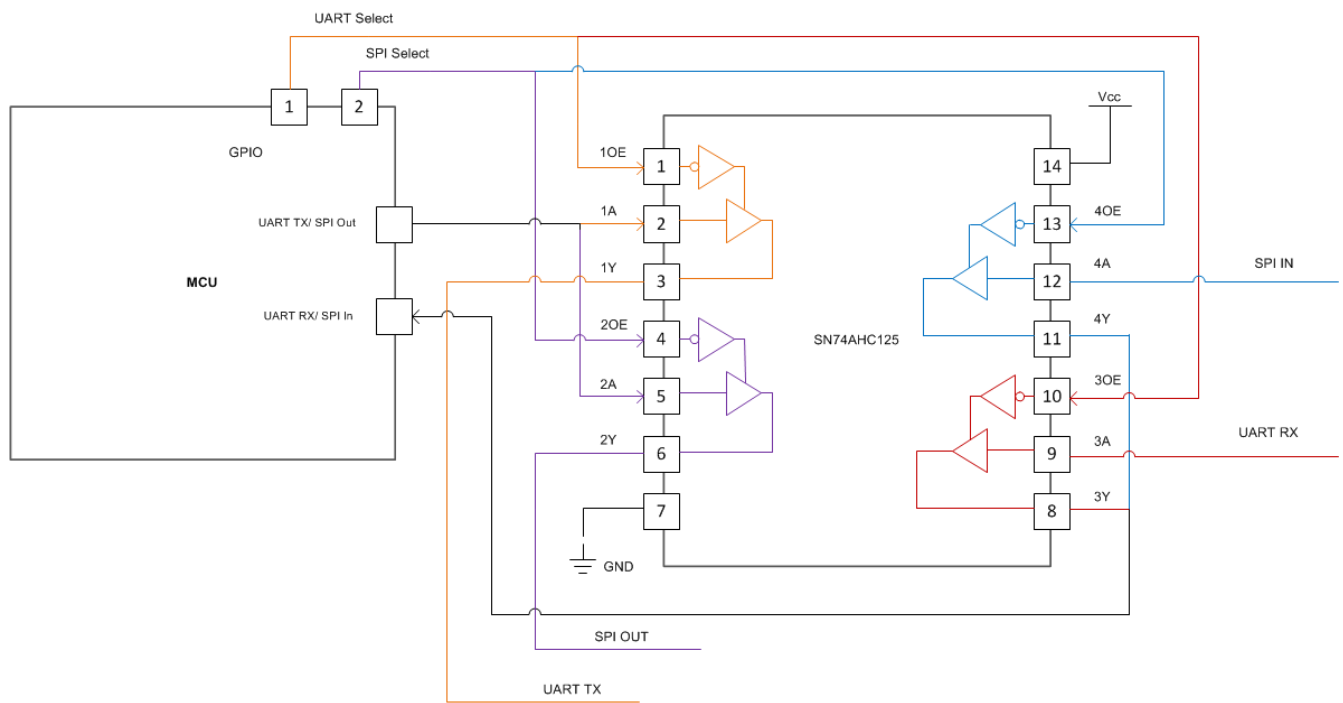 UART Select
SPI Select
1
2
GPIO
UART TX/ SPI Out
MCU
UART RX/ SPI In
1OE
1
1A
2
1Y
3
2OE
4
2A
5
2Y
6
7
GND
SN74AHC125
Vcc
14
4OE
13
4A
12
SPI IN
4Y
11
3OE
10
3A
9
UART RX
3Y
8
SPI OUT
UART TX